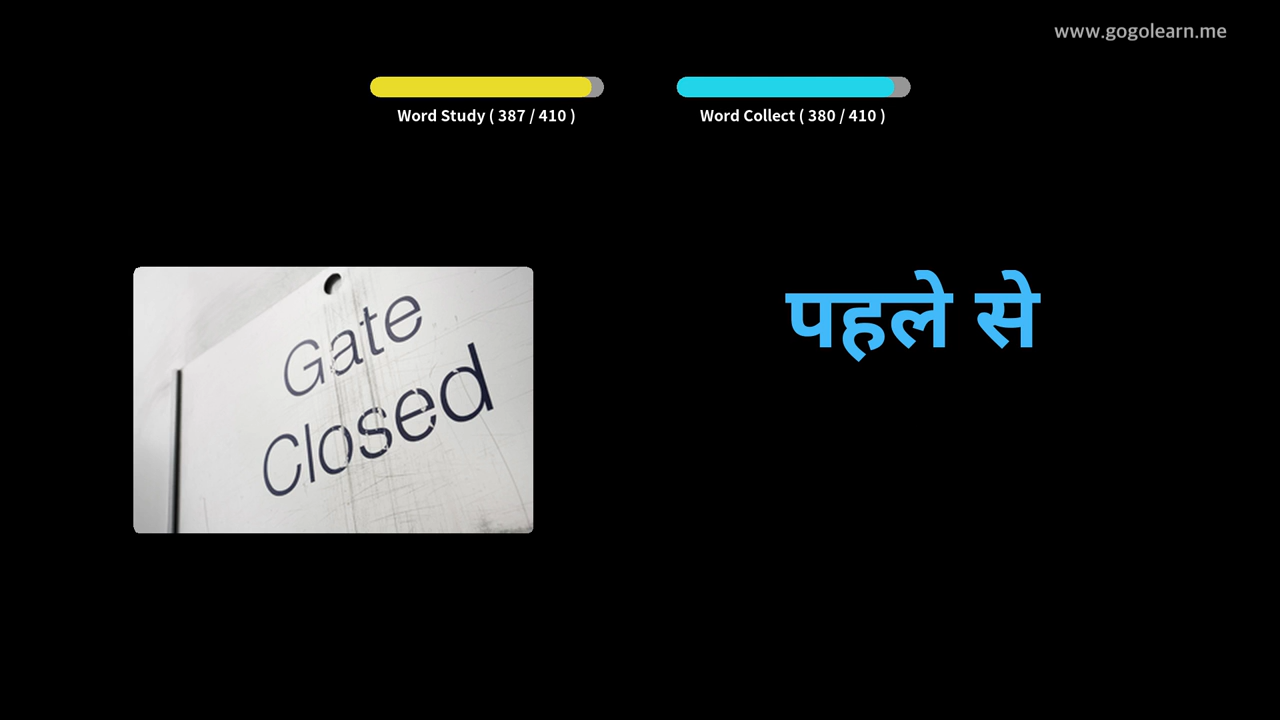 www.gogolearn.me
Word Study ( 387 / 410 )
Word Collect ( 380 / 410 )
Gate
Closed
पहले से